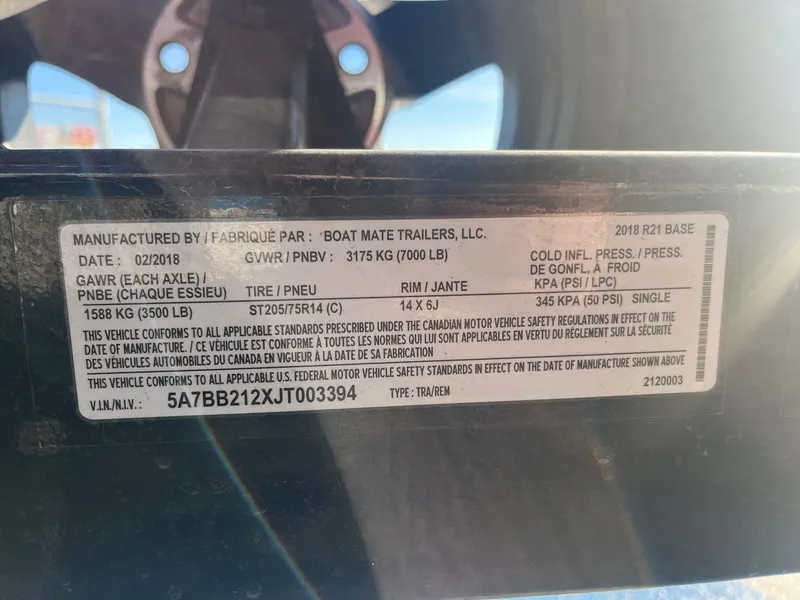 MANUFACTURED BY / FABRIQUÉ PAR : BOAT MATE TRAILERS, LLC. 2018 R21 BASE
DATE : 02/2018 GVWR / PNBV : 3175 KG (7000 LB) COLD INFL. PRESS. / PRESS.
DE GONFL, À FROID
GAWR (EACH AXLE) /
PNBE (CHAQUE ESSIEU) TIRE / PNEU RIM / JANTE KPA (PSI / LPC)
1588 KG (3500 LB) ST205/75R14 (C) 14 X 6J 345 KPA (50 PSI) SINGLE
THIS VEHICLE CONFORMS TO ALL APPLICABLE STANDARDS PRESCRIBED UNDER THE CANADIAN MOTOR VEHICLE SAFETY REGULATIONS IN EFFECT ON THE
DATE OF MANUFACTURE. / CE VÉHICULE EST CONFORME À TOUTES LES NORMES QUI LUI SONT APPLICABLES EN VERTU DU RÈGLEMENT SUR LA SÉCURITÉ
DES VÉHICULES AUTOMOBILES DU CANADA EN VIGUEUR À LA DATE DE SA FABRICATION
THIS VEHICLE CONFORMS TO ALL APPLICABLE U.S. FEDERAL MOTOR VEHICLE SAFETY STANDARDS IN EFFECT ON THE DATE OF MANUFACTURE SHOWN ABOVE
V.I.N./N.I.V.: 5A7BB212XJT003394 TYPE : TRA/REM 2120003